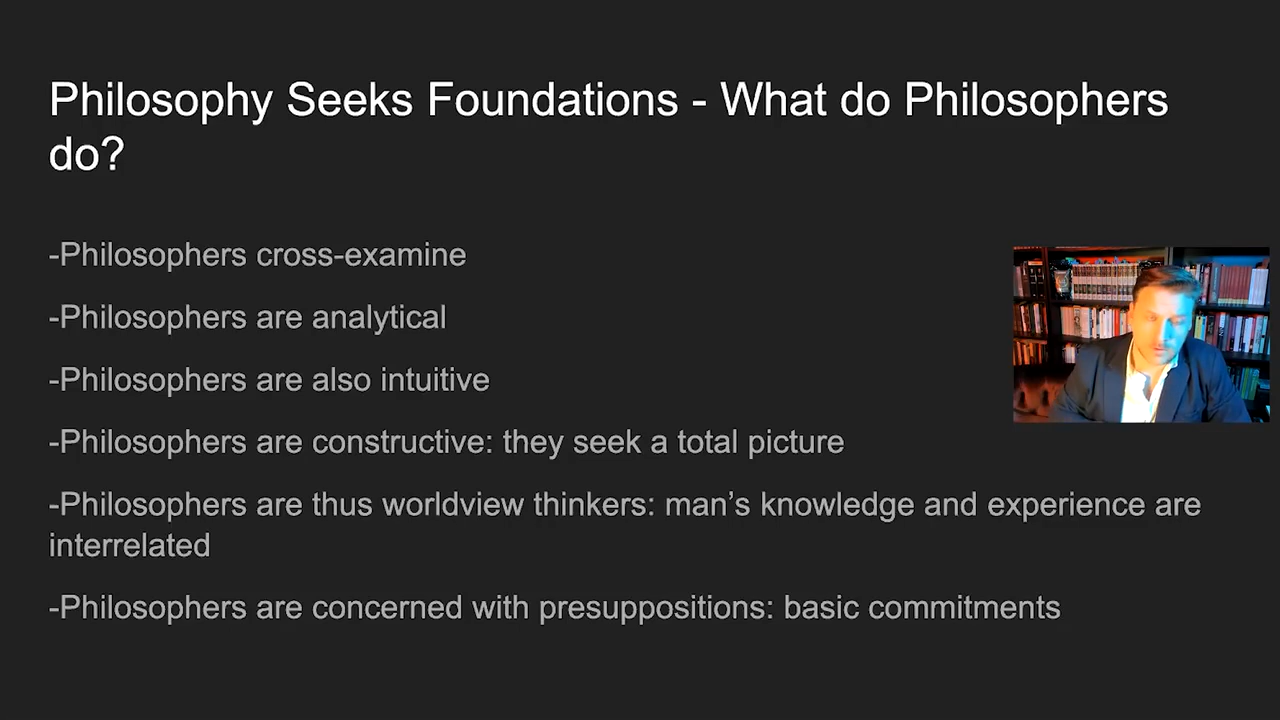 Philosophy Seeks Foundations - What do Philosophers
do?
-Philosophers cross-examine
-Philosophers are analytical
-Philosophers are also intuitive
-Philosophers are constructive: they seek a total picture
-Philosophers are thus worldview thinkers: man’s knowledge and experience are
interrelated
-Philosophers are concerned with presuppositions: basic commitments